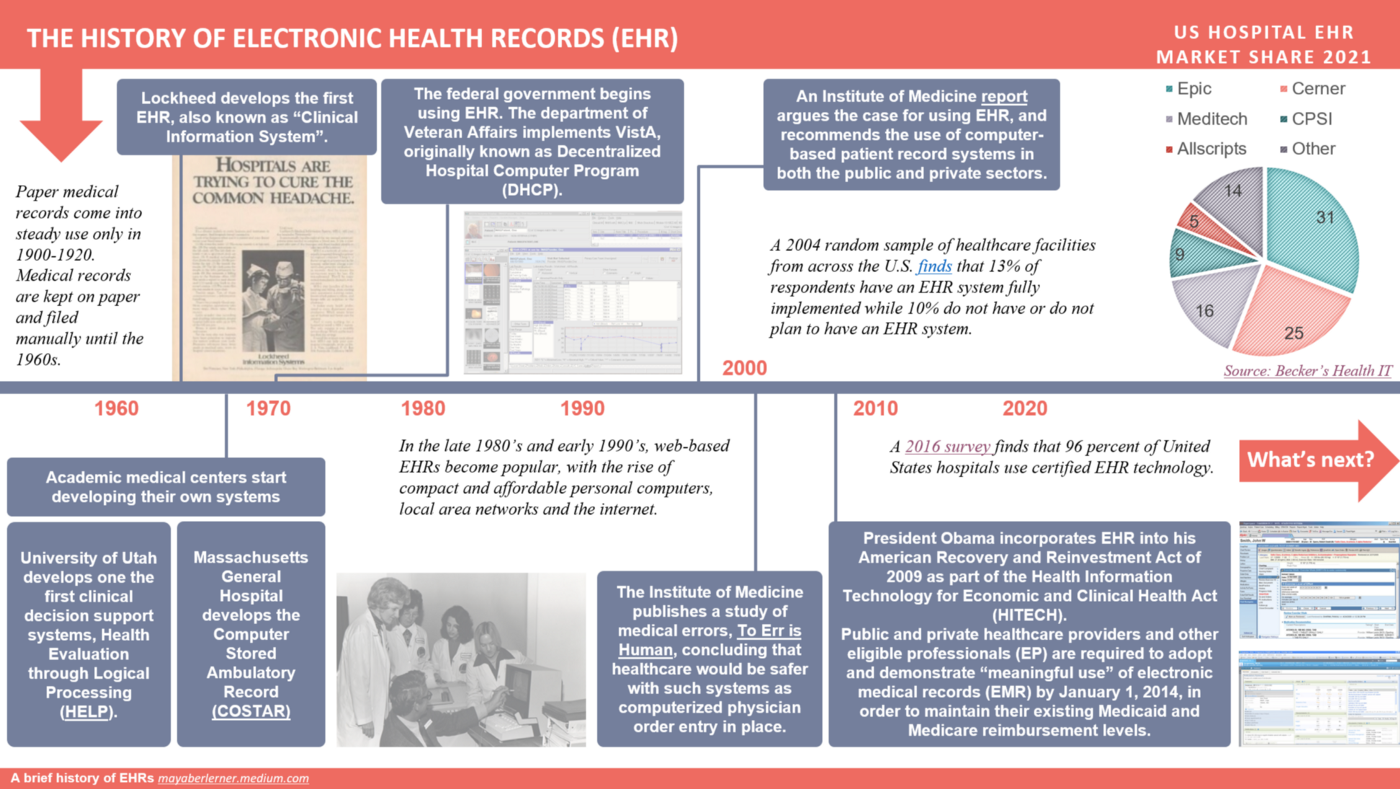 THE HISTORY OF ELECTRONIC HEALTH RECORDS (EHR)
US HOSPITAL EHR
MARKET SHARE 2021
Epic
Cerner
Meditech
CPSI
Allscripts
Other
31
25
16
9
5
14
Source: Becker's Health IT
Paper medical
records come into
steady use only in
1900-1920.
Medical records
are kept on paper
and filed
manually until the
1960s.
Lockheed develops the first
EHR, also known as “Clinical
Information System”.
HOSPITALS ARE
TRYING TO CURE THE
COMMON HEADACHE.
Lockheed
Information Systems
The federal government begins
using EHR. The department of
Veteran Affairs implements VistA,
originally known as Decentralized
Hospital Computer Program
(DHCP).
An Institute of Medicine report
argues the case for using EHR, and
recommends the use of computer-
based patient record systems in
both the public and private sectors.
A 2004 random sample of healthcare facilities
from across the U.S. finds that 13% of
respondents have an EHR system fully
implemented while 10% do not have or do not
plan to have an EHR system.
2000
1960
1970
1980
1990
2010
2020
Academic medical centers start
developing their own systems
University of Utah
develops one the
first clinical
decision support
systems, Health
Evaluation
through Logical
Processing
(HELP).
Massachusetts
General
Hospital
develops the
Computer
Stored
Ambulatory
Record
(COSTAR)
In the late 1980’s and early 1990’s, web-based
EHRs become popular, with the rise of
compact and affordable personal computers,
local area networks and the internet.
The Institute of Medicine
publishes a study of
medical errors, To Err is
Human, concluding that
healthcare would be safer
with such systems as
computerized physician
order entry in place.
A 2016 survey finds that 96 percent of United
States hospitals use certified EHR technology.
What’s next?
President Obama incorporates EHR into his
American Recovery and Reinvestment Act of
2009 as part of the Health Information
Technology for Economic and Clinical Health Act
(HITECH).
Public and private healthcare providers and other
eligible professionals (EP) are required to adopt
and demonstrate “meaningful use” of electronic
medical records (EMR) by January 1, 2014, in
order to maintain their existing Medicaid and
Medicare reimbursement levels.
A brief history of EHRs mayaberlerner.medium.com